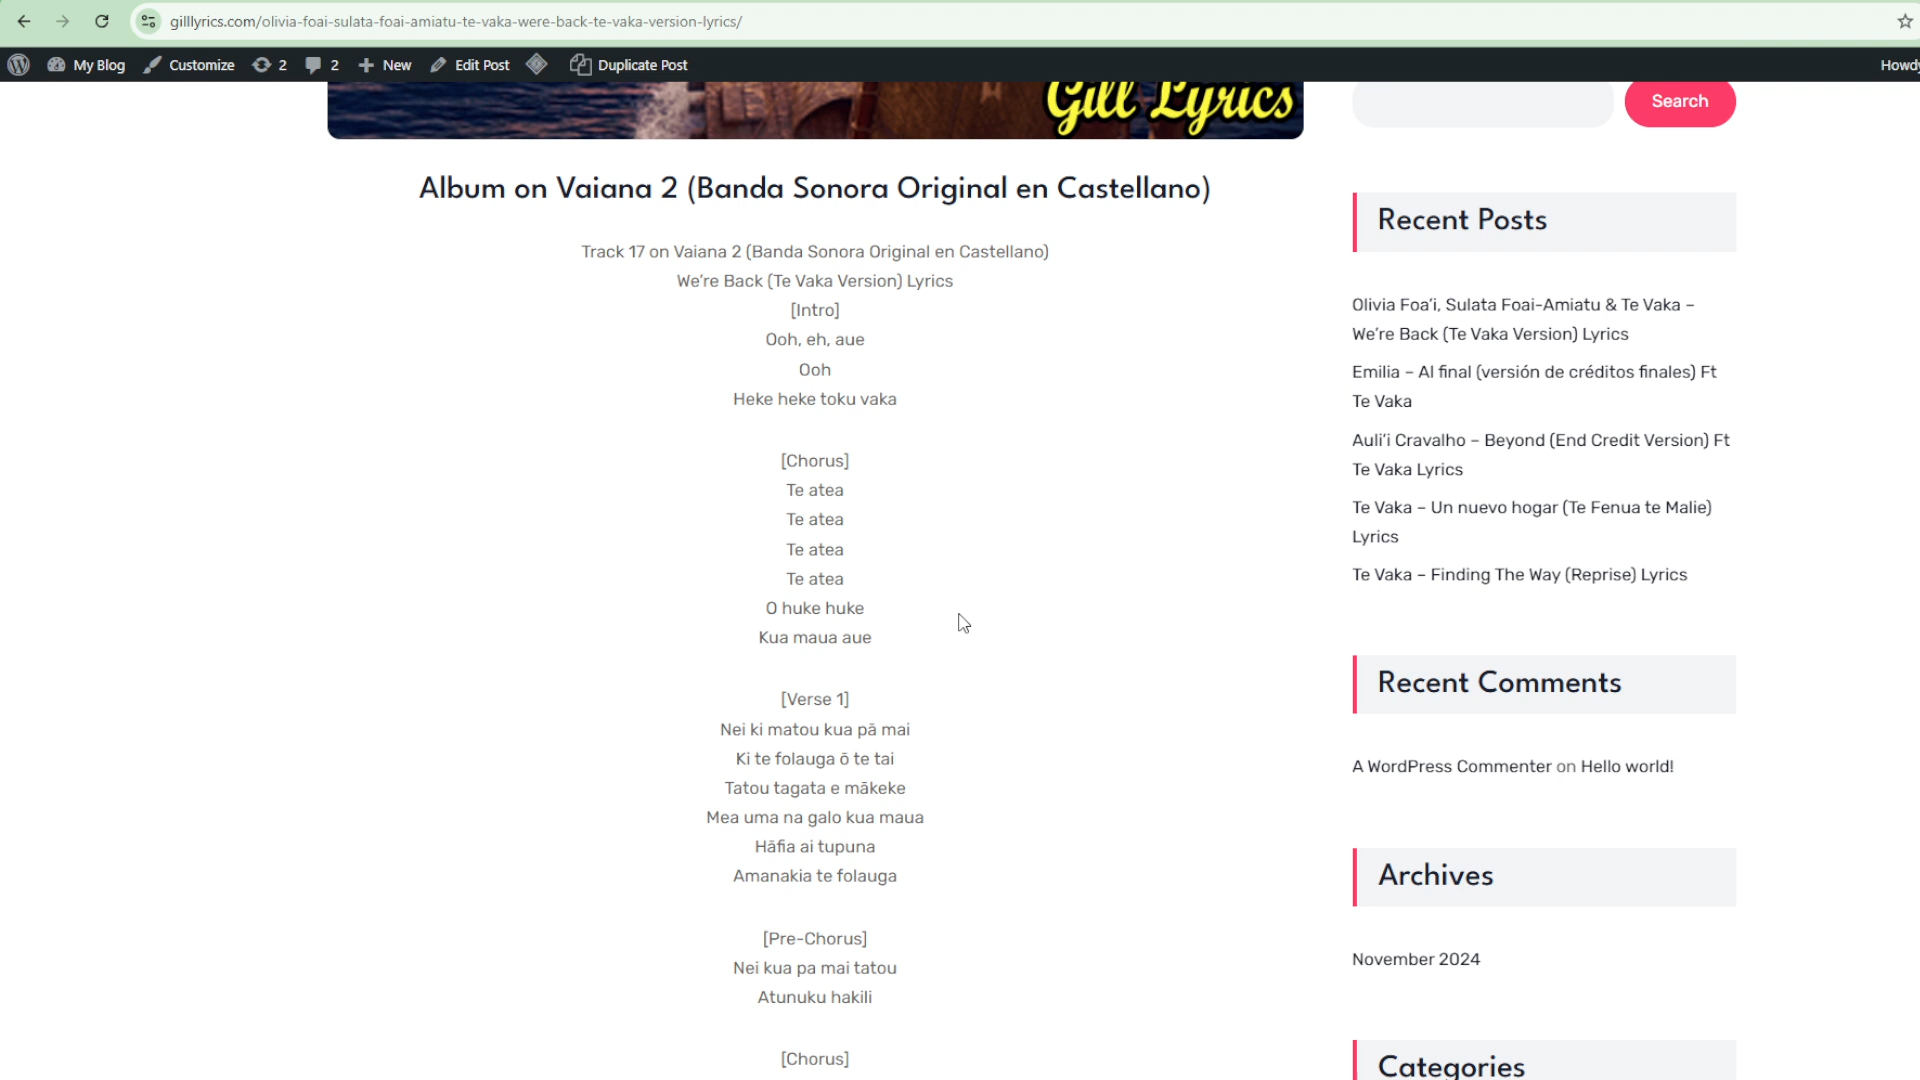 gilllyrics.com/olivia-foai-sulata-foai-amiatu-te-vaka-were-back-te-vaka-version-lyrics/
My Blog Customize 2 2 New Edit Post Duplicate Post Howdy
Gill Lyrics
Search
Album on Vaiana 2 (Banda Sonora Original en Castellano)
Track 17 on Vaiana 2 (Banda Sonora Original en Castellano)
We’re Back (Te Vaka Version) Lyrics
[Intro]
Ooh, eh, aue
Ooh
Heke heke toku vaka
[Chorus]
Te atea
Te atea
Te atea
Te atea
O huke huke
Kua maua aue
[Verse 1]
Nei ki matou kua pā mai
Ki te folauga ō te tai
Tatou tagata e mākeke
Mea uma na galo kua maua
Hāfia ai tupuna
Amanakia te folauga
[Pre-Chorus]
Nei kua pa mai tatou
Atunuku hakili
[Chorus]
Recent Posts
Olivia Foa’i, Sulata Foai-Amiatu & Te Vaka –
We’re Back (Te Vaka Version) Lyrics
Emilia – Al final (versión de créditos finales) Ft
Te Vaka
Auli’i Cravalho – Beyond (End Credit Version) Ft
Te Vaka Lyrics
Te Vaka – Un nuevo hogar (Te Fenua te Malie)
Lyrics
Te Vaka – Finding The Way (Reprise) Lyrics
Recent Comments
A WordPress Commenter on Hello world!
Archives
November 2024
Categories